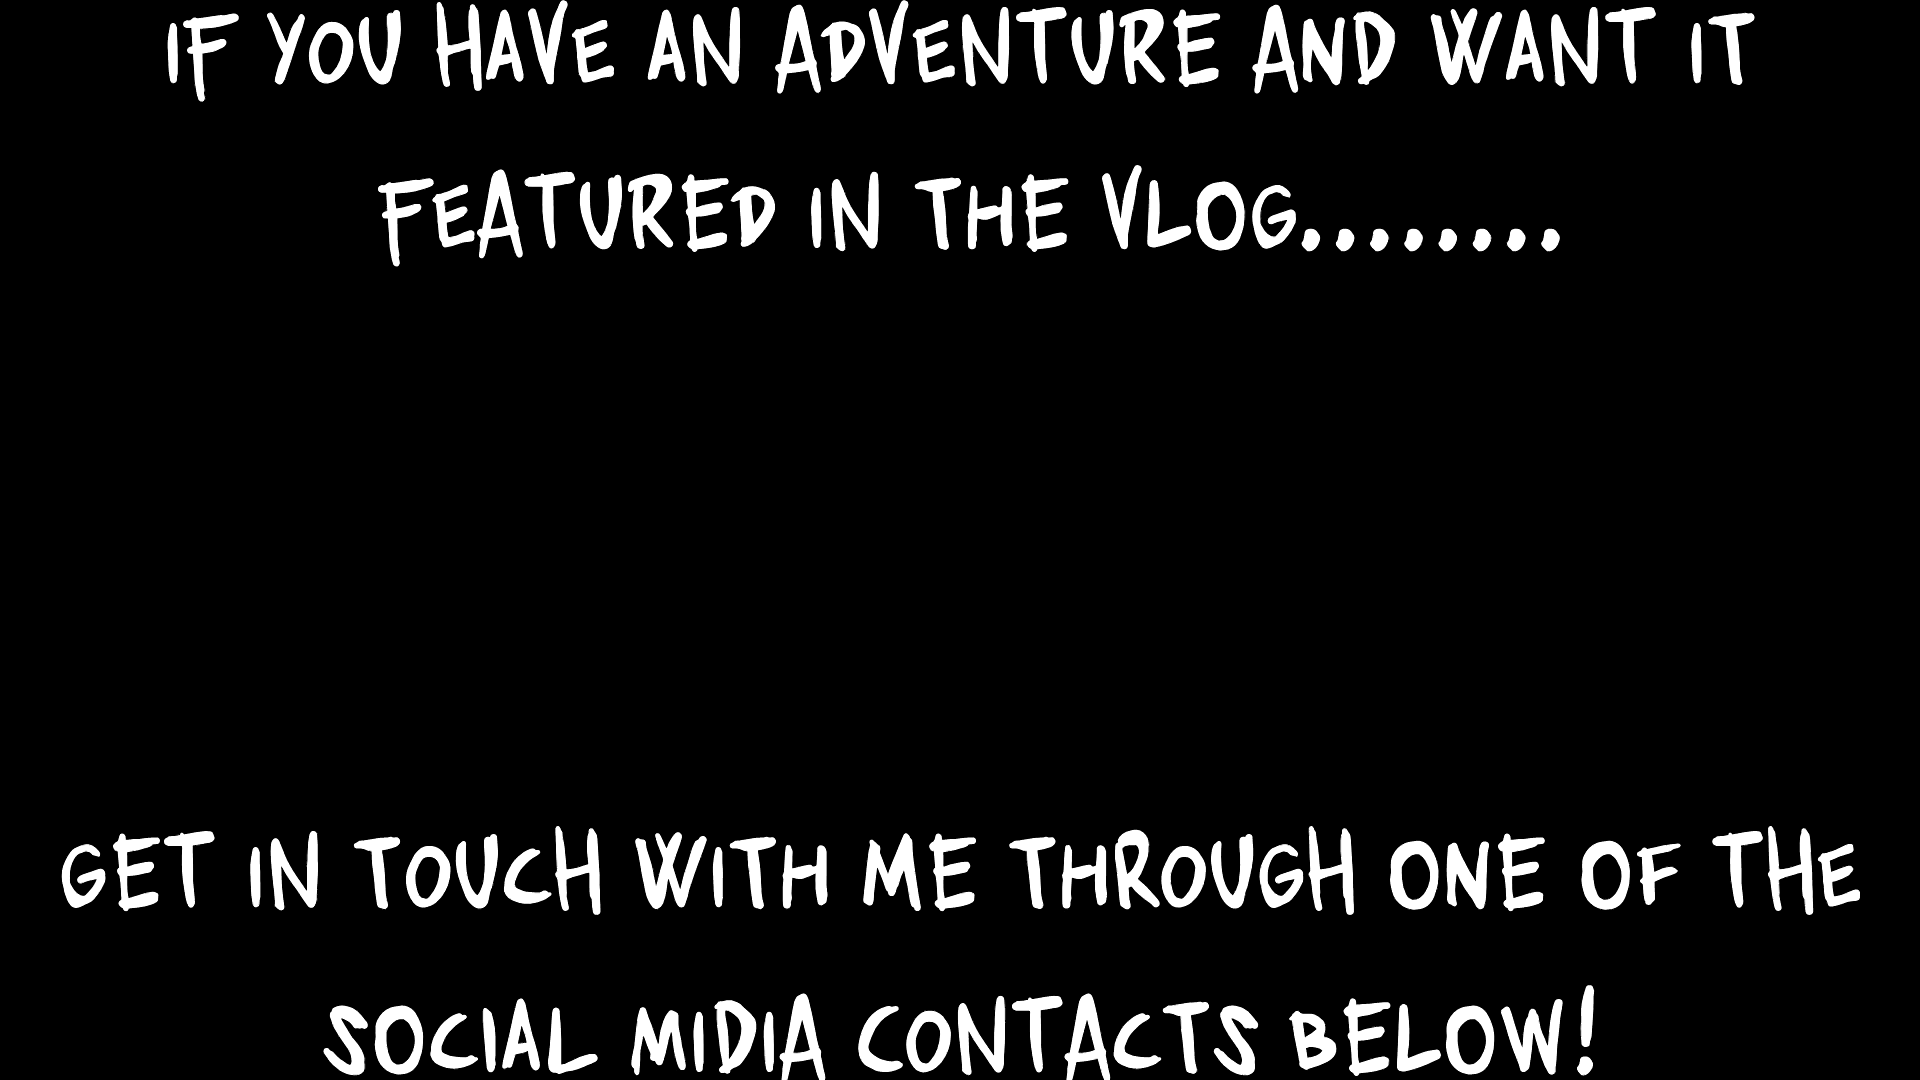 IF YOU HAVE AN ADVENTURE AND WANT IT
FEATURED IN THE VLOG........
GET IN TOUCH WITH ME THROUGH ONE OF THE
SOCIAL MIDIA CONTACTS BELOW!